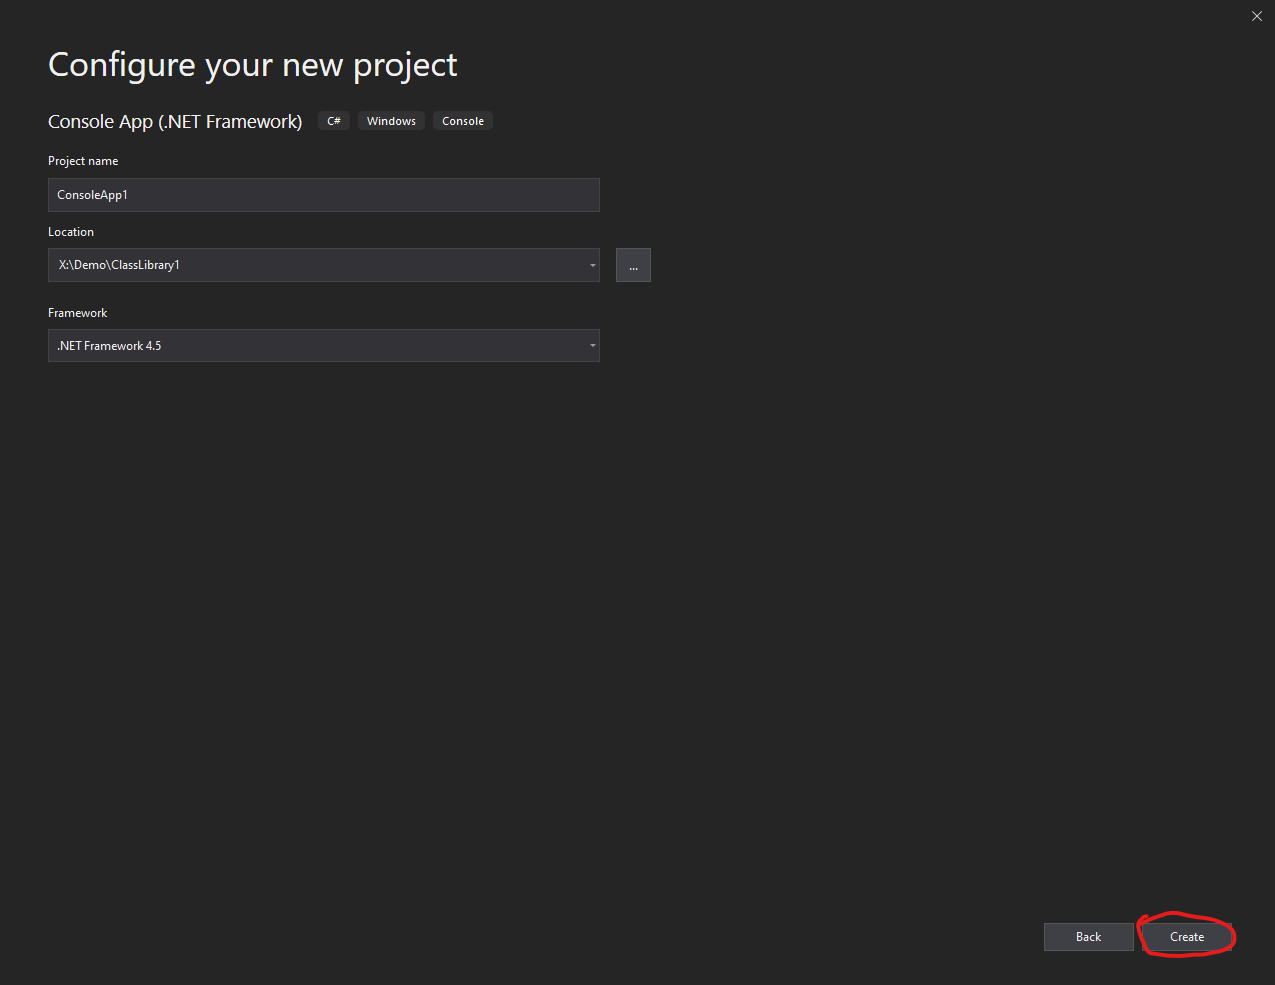 Configure your new project
Console App (.NET Framework) C# Windows Console
Project name
ConsoleApp1
Location
X:\Demo\ClassLibrary1
...
Framework
.NET Framework 4.5
Back Create